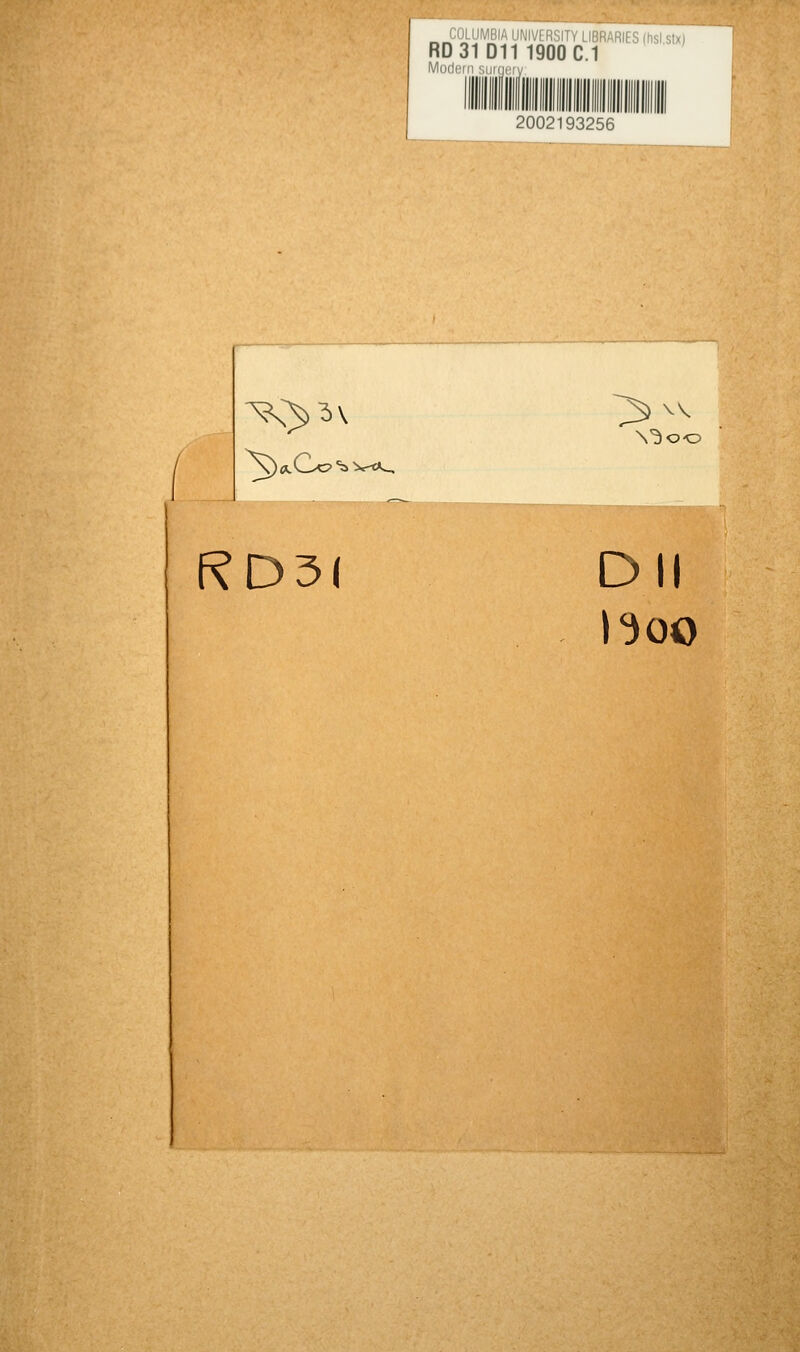 COLUMBIA UNIVERSITY LIBRARIES (hsl,stx)
RD 31 D11 1900 C.1
Modern surgery;
2002193256
RD31 D11
1900
DaCosta
RD31 D11
1900